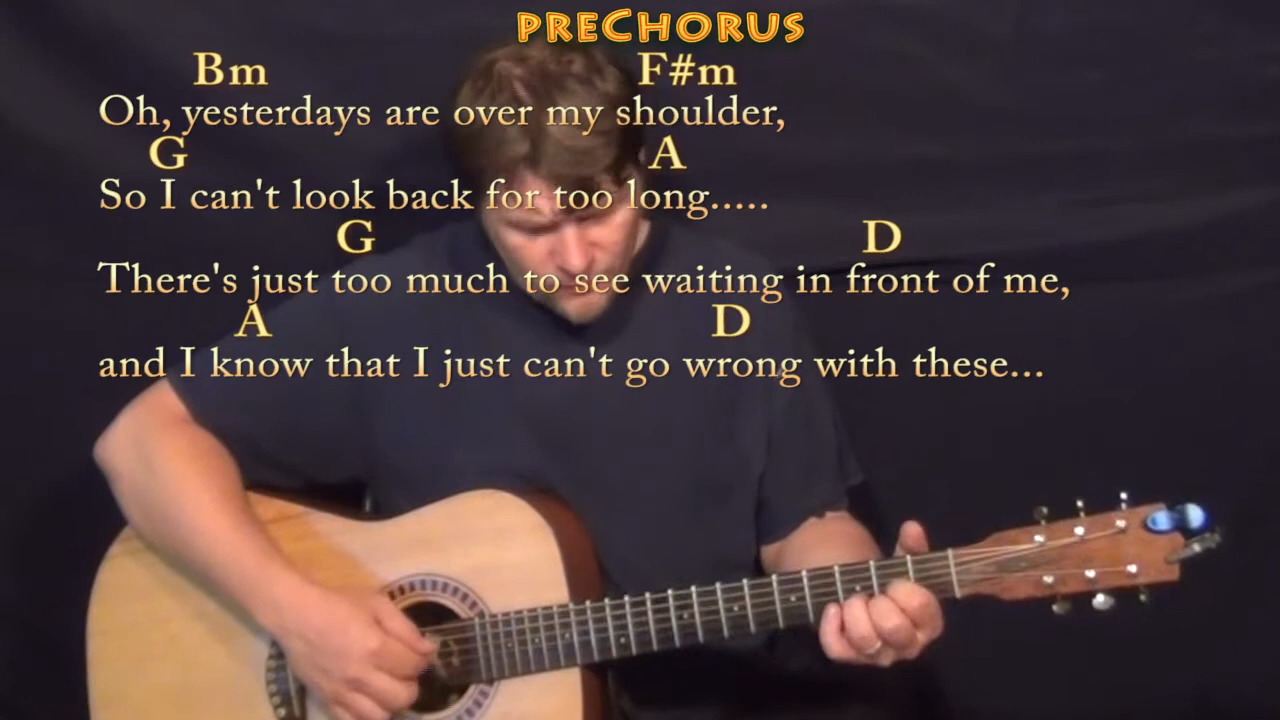 PRECHORUS
Bm F#m
Oh, yesterdays are over my shoulder,
G A
So I can't look back for too long.....
G D
There's just too much to see waiting in front of me,
A D
and I know that I just can't go wrong with these...